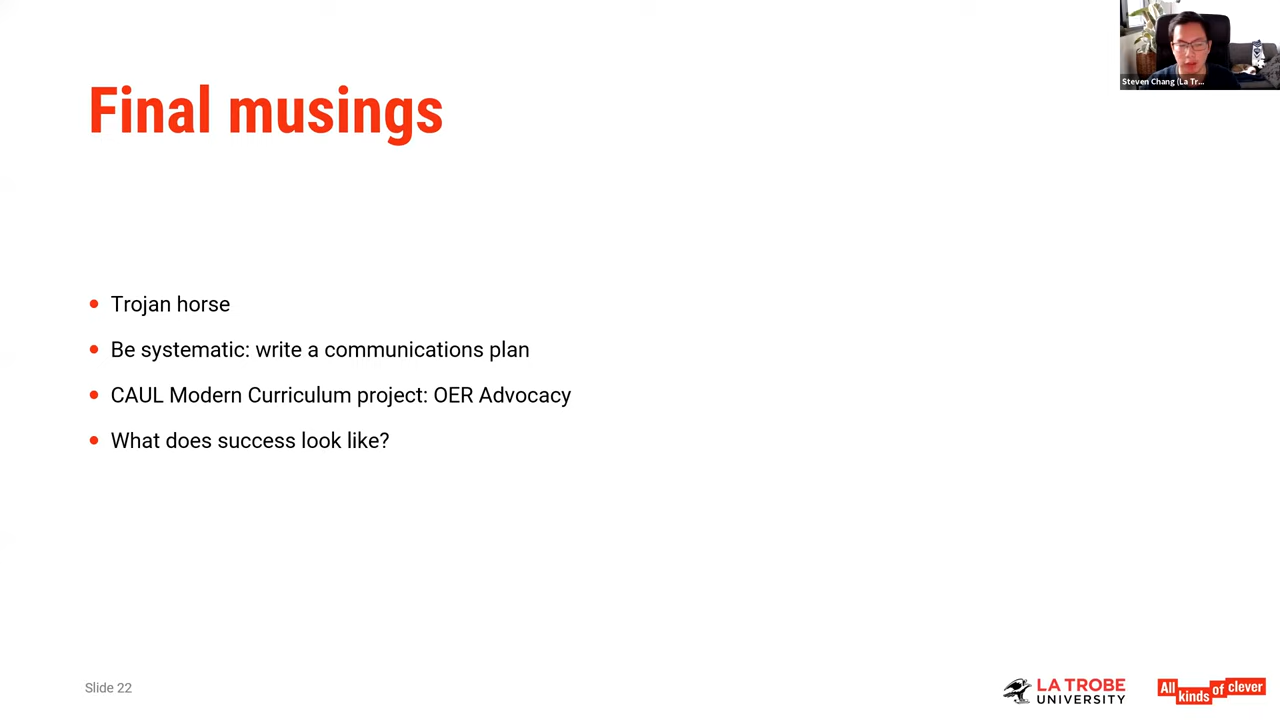 Steven Chang (La Tr...
Final musings
Trojan horse
Be systematic: write a communications plan
CAUL Modern Curriculum project: OER Advocacy
What does success look like?
Slide 22
LA TROBE
UNIVERSITY
All kinds of clever